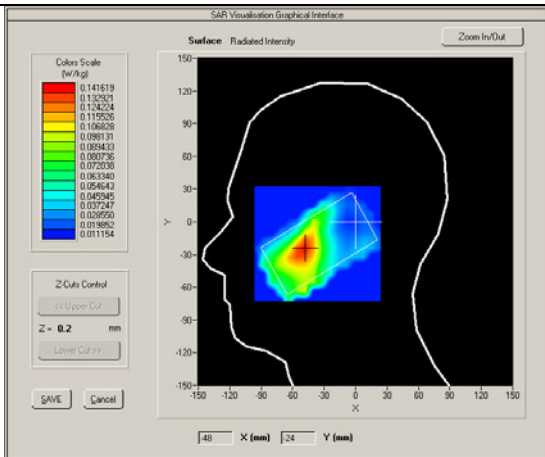 SAR Visualisation Graphical Interface
Surface Radiated Intensity
Zoom In/Out
Colors Scale
(W/kg)
0.141619
0.132921
0.124224
0.115526
0.106828
0.098131
0.089433
0.080736
0.072038
0.063340
0.054643
0.045945
0.037247
0.028550
0.019852
0.011154
Z-Cuts Control
<< Upper Cut
Z = 0.2 mm
Lower Cut >>
SAVE Cancel
150
120
90
60
30
0
-30
-60
-90
-120
-150
Y
-150 -120 -90 -60 -30 0 30 60 90 120 150
X
-48 X (mm) -24 Y (mm)